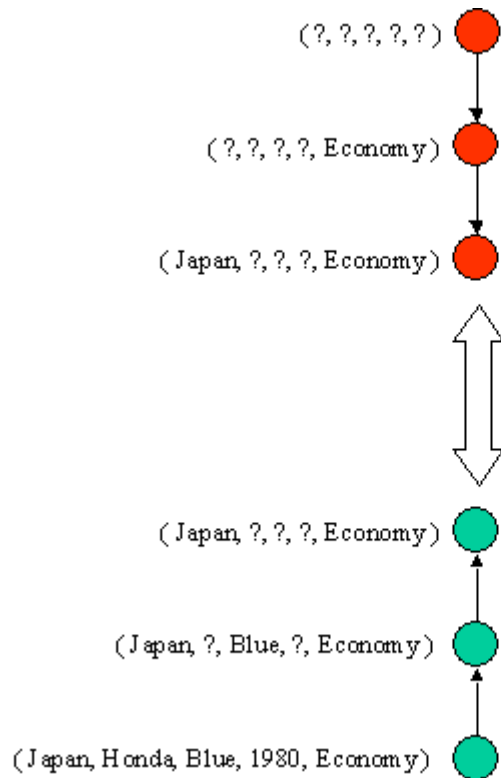 ( ?, ?, ?, ?, ? )
( ?, ?, ?, ?, Economy )
( Japan, ?, ?, ?, Economy )
( Japan, ?, ?, ?, Economy )
( Japan, ?, Blue, ?, Economy )
( Japan, Honda, Blue, 1980, Economy )